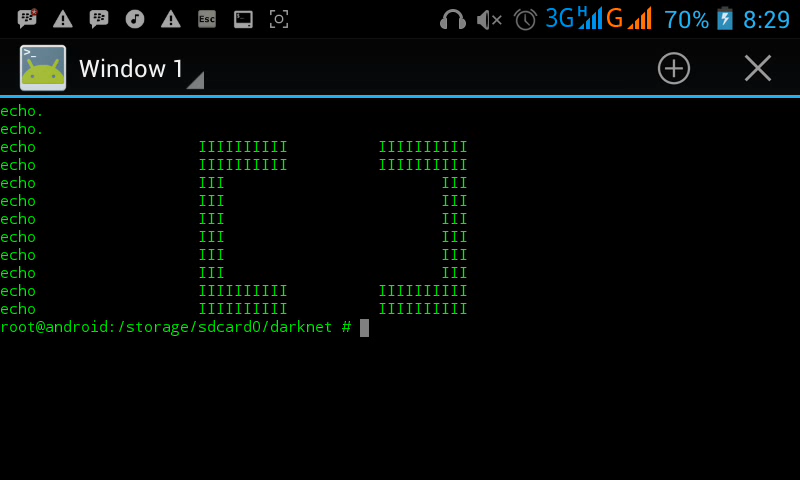 Esc 3G H G 70% 8:29
Window 1
echo.
echo.
echo                  IIIIIIIIII          IIIIIIIIII
echo                  IIIIIIIIII          IIIIIIIIII
echo                  III                        III
echo                  III                        III
echo                  III                        III
echo                  III                        III
echo                  III                        III
echo                  III                        III
echo                  IIIIIIIIII          IIIIIIIIII
echo                  IIIIIIIIII          IIIIIIIIII
root@android:/storage/sdcard0/darknet #